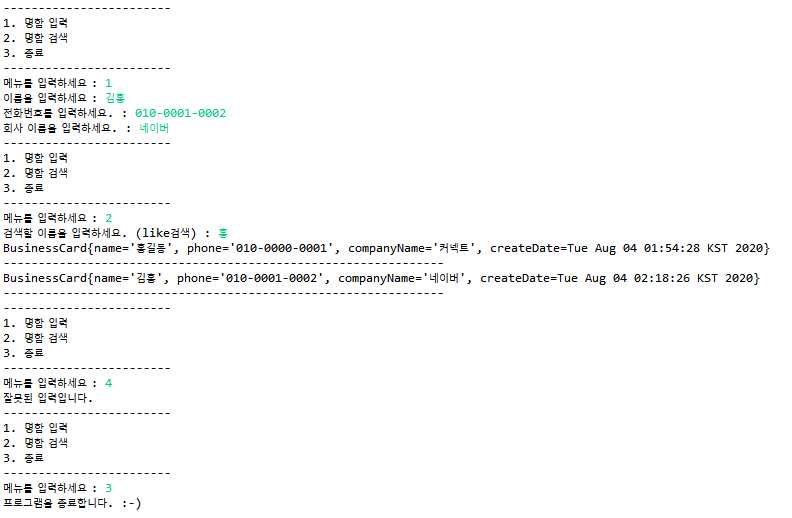 ------------------------
1. 명함 입력
2. 명함 검색
3. 종료
------------------------
메뉴를 입력하세요 : 1
이름을 입력하세요 : 김홍
전화번호를 입력하세요. : 010-0001-0002
회사 이름을 입력하세요. : 네이버
------------------------
1. 명함 입력
2. 명함 검색
3. 종료
------------------------
메뉴를 입력하세요 : 2
검색할 이름을 입력하세요. (like검색) : 홍
BusinessCard{name='홍길동', phone='010-0000-0001', companyName='커넥트', createDate=Tue Aug 04 01:54:28 KST 2020}
---------------------------------------------------------------
BusinessCard{name='김홍', phone='010-0001-0002', companyName='네이버', createDate=Tue Aug 04 02:18:26 KST 2020}
---------------------------------------------------------------
------------------------
1. 명함 입력
2. 명함 검색
3. 종료
------------------------
메뉴를 입력하세요 : 4
잘못된 입력입니다.
------------------------
1. 명함 입력
2. 명함 검색
3. 종료
------------------------
메뉴를 입력하세요 : 3
프로그램을 종료합니다. :-)